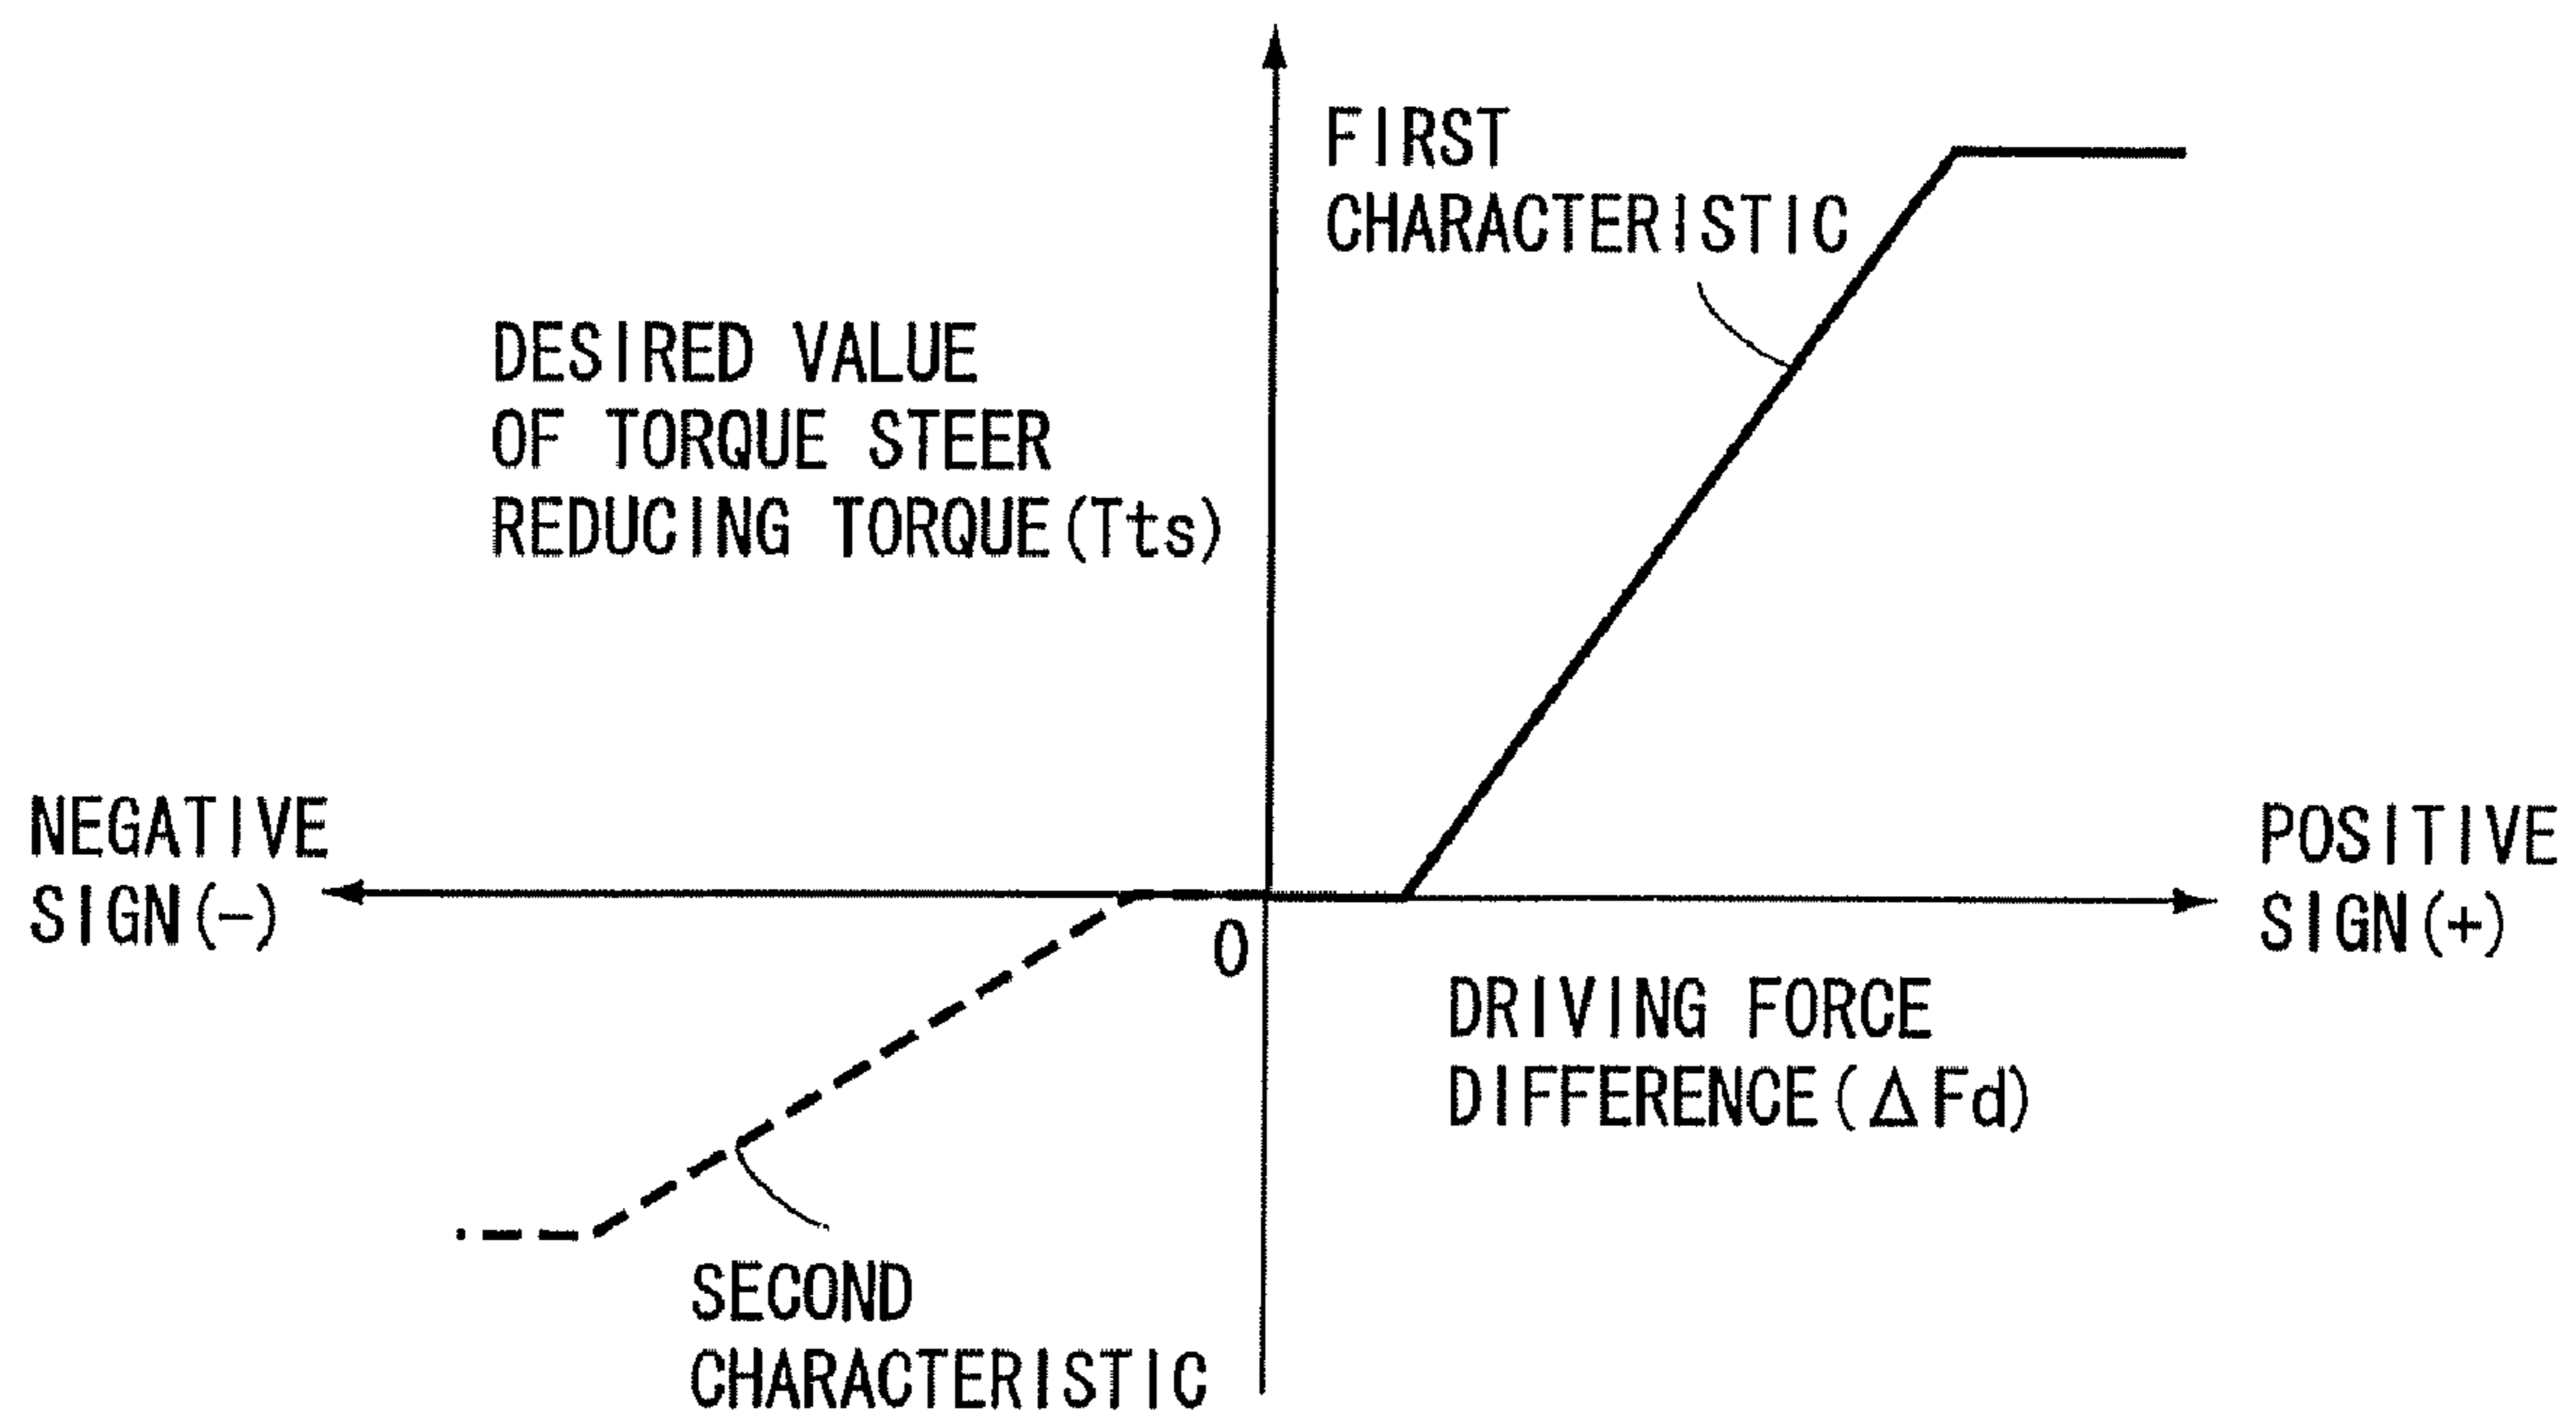 FIRST
CHARACTERISTIC
DESIRED VALUE
OF TORQUE STEER
REDUCING TORQUE(Tts)
NEGATIVE
SIGN(-)
0
POSITIVE
SIGN(+)
DRIVING FORCE
DIFFERENCE(ΔFd)
SECOND
CHARACTERISTIC